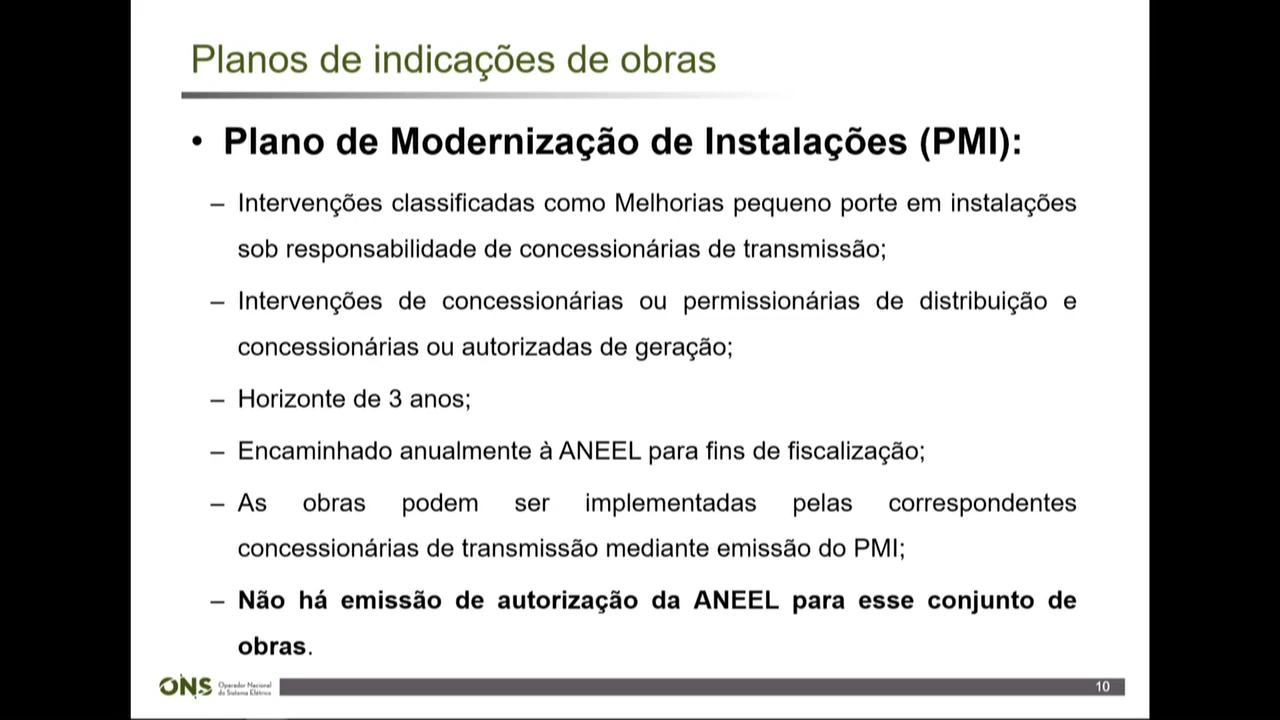 Planos de indicações de obras
• Plano de Modernização de Instalações (PMI):
– Intervenções classificadas como Melhorias pequeno porte em instalações
sob responsabilidade de concessionárias de transmissão;
– Intervenções de concessionárias ou permissionárias de distribuição e
concessionárias ou autorizadas de geração;
– Horizonte de 3 anos;
– Encaminhado anualmente à ANEEL para fins de fiscalização;
– As obras podem ser implementadas pelas correspondentes
concessionárias de transmissão mediante emissão do PMI;
– Não há emissão de autorização da ANEEL para esse conjunto de
obras.
ONS
Operador Nacional
do Sistema Elétrico
10